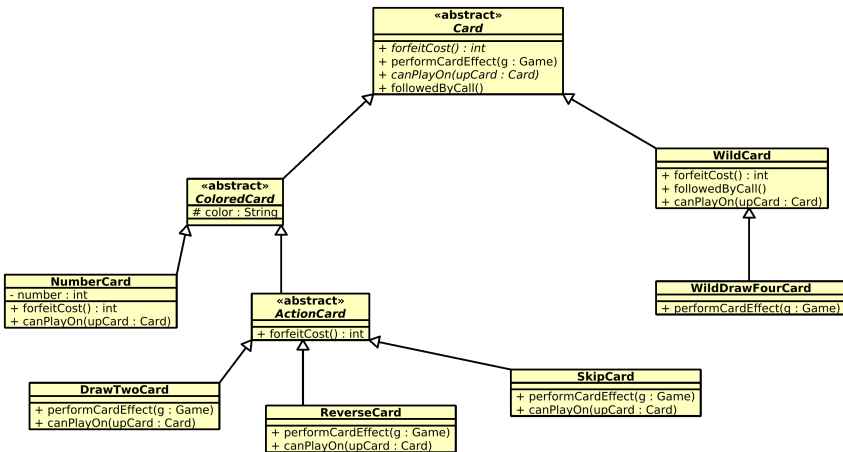 «abstract»
Card
+ forfeitCost() : int
+ performCardEffect(g : Game)
+ canPlayOn(upCard : Card)
+ followedByCall()
WildCard
+ forfeitCost() : int
+ followedByCall()
+ canPlayOn(upCard : Card)
«abstract»
ColoredCard
# color : String
NumberCard
- number : int
+ forfeitCost() : int
+ canPlayOn(upCard : Card)
«abstract»
ActionCard
+ forfeitCost() : int
WildDrawFourCard
+ performCardEffect(g : Game)
DrawTwoCard
+ performCardEffect(g : Game)
+ canPlayOn(upCard : Card)
ReverseCard
+ performCardEffect(g : Game)
+ canPlayOn(upCard : Card)
SkipCard
+ performCardEffect(g : Game)
+ canPlayOn(upCard : Card)